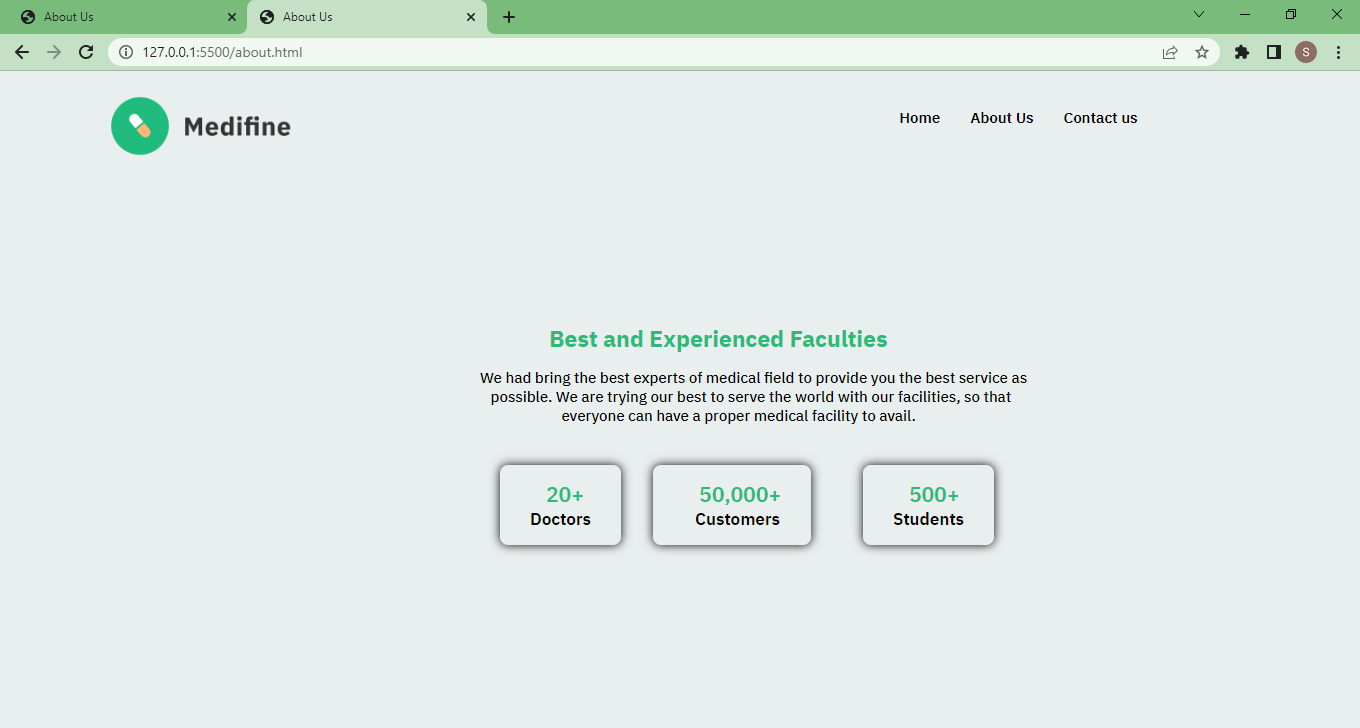 About Us
About Us
127.0.0.1:5500/about.html
S
Medifine
Home About Us Contact us
Best and Experienced Faculties
We had bring the best experts of medical field to provide you the best service as
possible. We are trying our best to serve the world with our facilities, so that
everyone can have a proper medical facility to avail.
20+
Doctors
50,000+
Customers
500+
Students